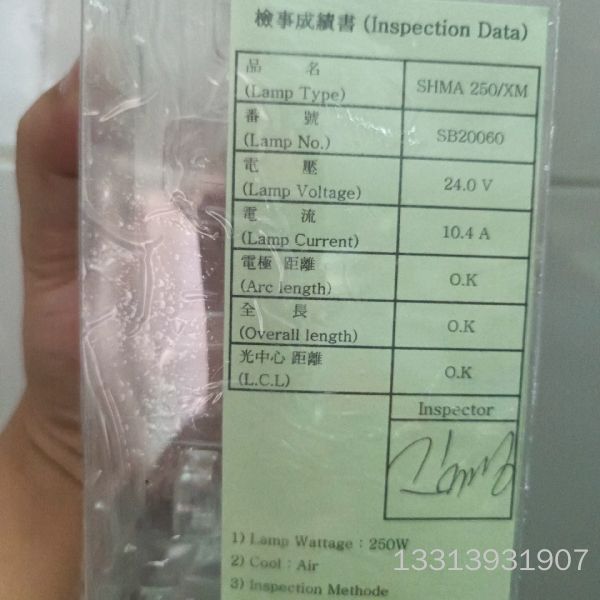 檢事成績書 (Inspection Data)
品 名
(Lamp Type)
SHMA 250/XM
番 號
(Lamp No.)
SB20060
電 壓
(Lamp Voltage)
24.0 V
電 流
(Lamp Current)
10.4 A
電極 距離
(Arc length)
O.K
全 長
(Overall length)
O.K
光中心 距離
(L.C.L)
O.K
Inspector
1) Lamp Wattage : 250W
2) Cool : Air
3) Inspection Methode
13313931907